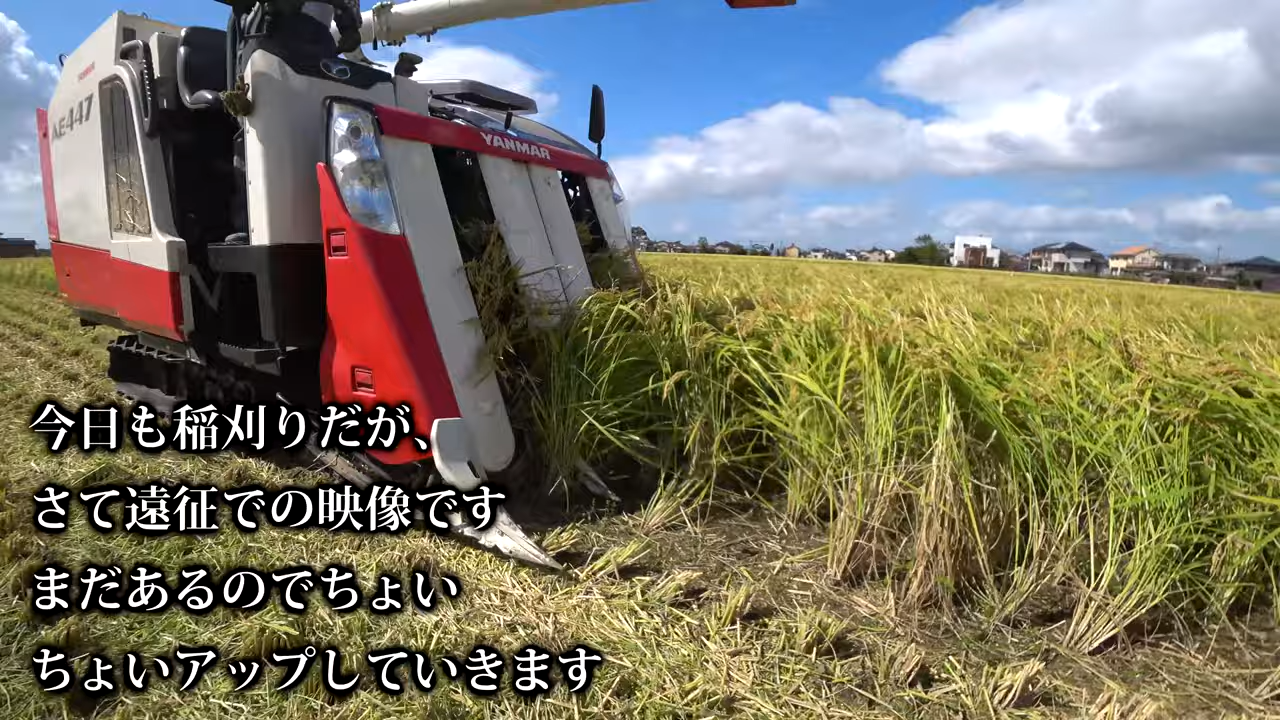 AE447
YANMAR
今日も稲刈りだが、
さて遠征での映像です
まだあるのでちょい
ちょいアップしていきます